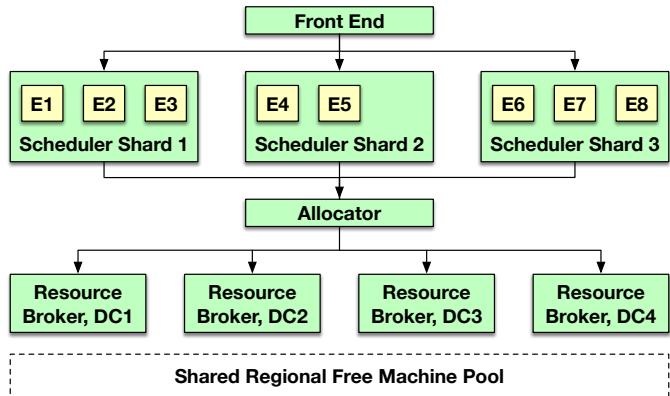 Front End
E1 E2 E3
Scheduler Shard 1
E4 E5
Scheduler Shard 2
E6 E7 E8
Scheduler Shard 3
Allocator
Resource
Broker, DC1
Resource
Broker, DC2
Resource
Broker, DC3
Resource
Broker, DC4
Shared Regional Free Machine Pool